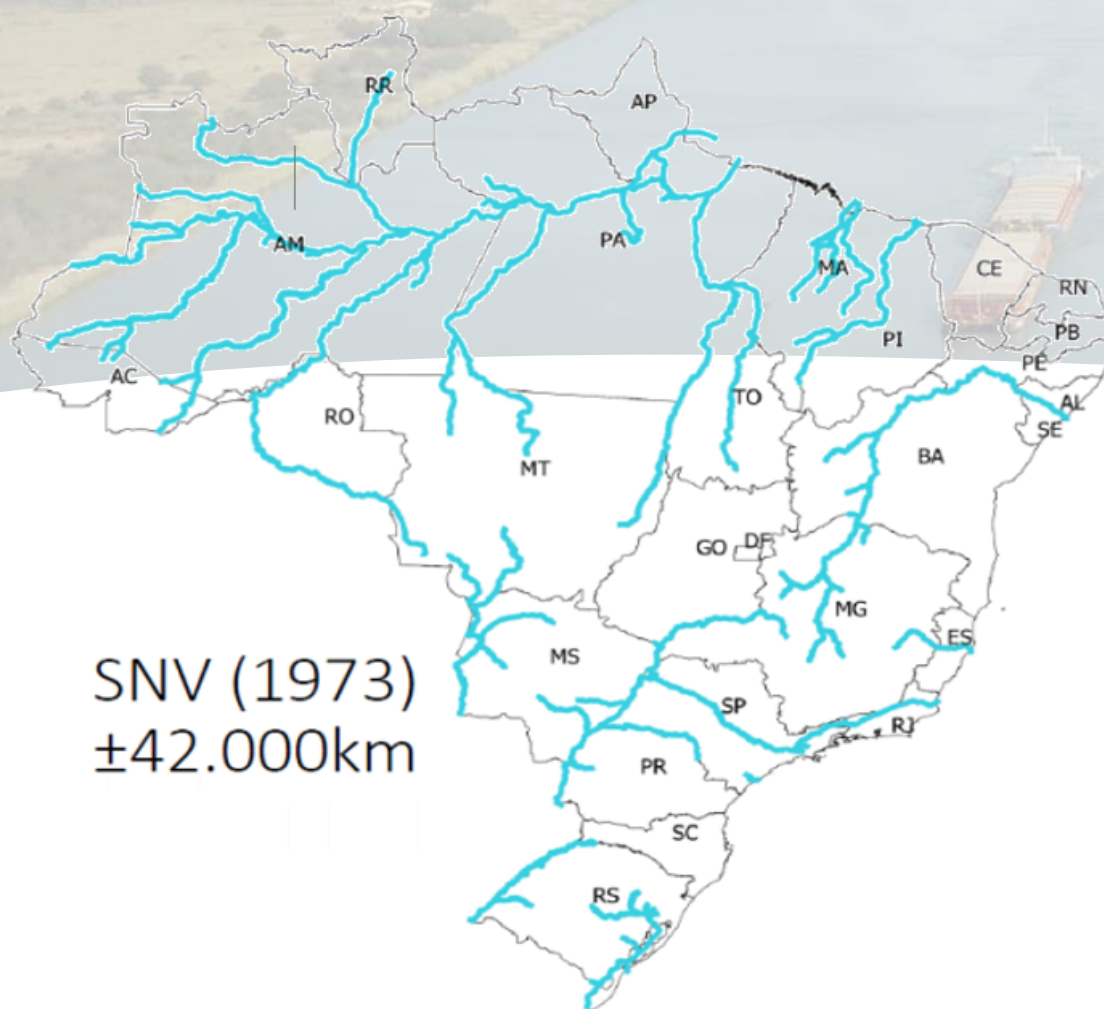 RR
AP
AM
PA
MA
CE
RN
PB
PI
PE
AC
AL
TO
RO
SE
BA
MT
GO
DF
MG
ES
MS
SNV (1973)
±42.000km
SP
RJ
PR
SC
RS